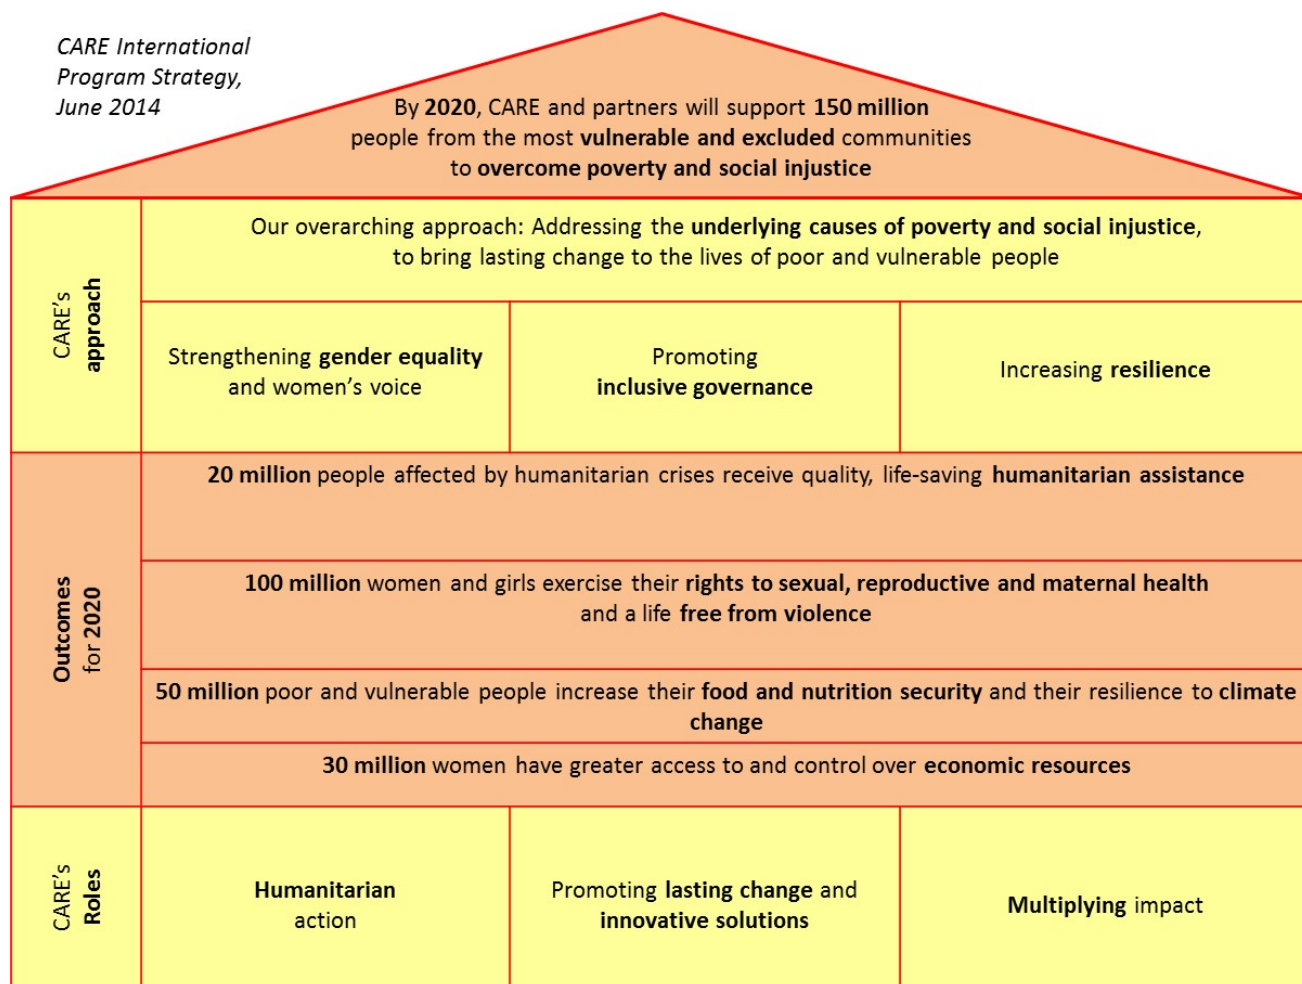 CARE International
Program Strategy,
June 2014
By 2020, CARE and partners will support 150 million
people from the most vulnerable and excluded communities
to overcome poverty and social injustice
CARE's
approach
Our overarching approach: Addressing the underlying causes of poverty and social injustice,
to bring lasting change to the lives of poor and vulnerable people
Strengthening gender equality
and women's voice
Promoting
inclusive governance
Increasing resilience
Outcomes
for 2020
20 million people affected by humanitarian crises receive quality, life-saving humanitarian assistance
100 million women and girls exercise their rights to sexual, reproductive and maternal health
and a life free from violence
50 million poor and vulnerable people increase their food and nutrition security and their resilience to climate
change
30 million women have greater access to and control over economic resources
CARE's
Roles
Humanitarian
action
Promoting lasting change and
innovative solutions
Multiplying impact